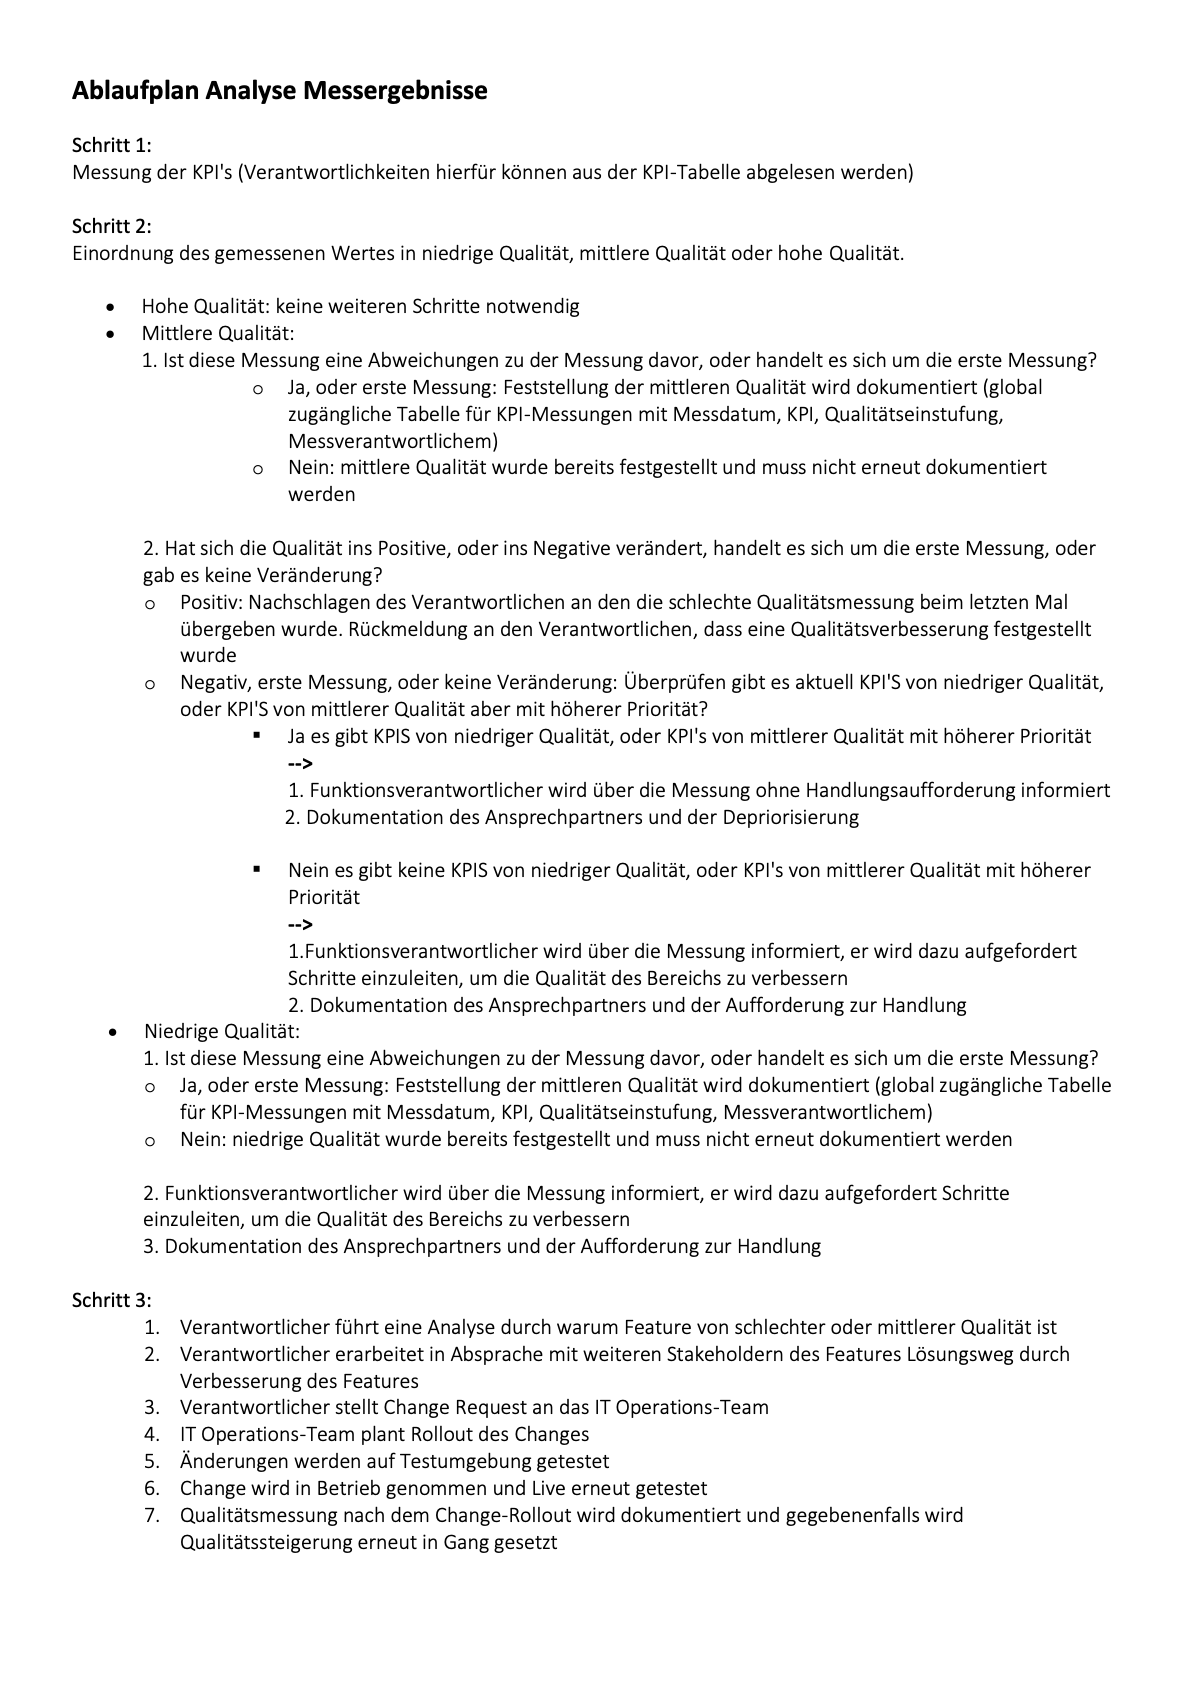 Ablaufplan Analyse Messergebnisse
Schritt 1:
Messung der KPI's (Verantwortlichkeiten hierfür können aus der KPI-Tabelle abgelesen werden)
Schritt 2:
Einordnung des gemessenen Wertes in niedrige Qualität, mittlere Qualität oder hohe Qualität.
• Hohe Qualität: keine weiteren Schritte notwendig
• Mittlere Qualität:
1. Ist diese Messung eine Abweichungen zu der Messung davor, oder handelt es sich um die erste Messung?
o Ja, oder erste Messung: Feststellung der mittleren Qualität wird dokumentiert (global
zugängliche Tabelle für KPI-Messungen mit Messdatum, KPI, Qualitätseinstufung,
Messverantwortlichem)
o Nein: mittlere Qualität wurde bereits festgestellt und muss nicht erneut dokumentiert
werden
2. Hat sich die Qualität ins Positive, oder ins Negative verändert, handelt es sich um die erste Messung, oder
gab es keine Veränderung?
o Positiv: Nachschlagen des Verantwortlichen an den die schlechte Qualitätsmessung beim letzten Mal
übergeben wurde. Rückmeldung an den Verantwortlichen, dass eine Qualitätsverbesserung festgestellt
wurde
o Negativ, erste Messung, oder keine Veränderung: Überprüfen gibt es aktuell KPI'S von niedriger Qualität,
oder KPI'S von mittlerer Qualität aber mit höherer Priorität?
▪ Ja es gibt KPIS von niedriger Qualität, oder KPI's von mittlerer Qualität mit höherer Priorität
-->
1. Funktionsverantwortlicher wird über die Messung ohne Handlungsaufforderung informiert
2. Dokumentation des Ansprechpartners und der Depriorisierung
▪ Nein es gibt keine KPIS von niedriger Qualität, oder KPI's von mittlerer Qualität mit höherer
Priorität
-->
1.Funktionsverantwortlicher wird über die Messung informiert, er wird dazu aufgefordert
Schritte einzuleiten, um die Qualität des Bereichs zu verbessern
2. Dokumentation des Ansprechpartners und der Aufforderung zur Handlung
• Niedrige Qualität:
1. Ist diese Messung eine Abweichungen zu der Messung davor, oder handelt es sich um die erste Messung?
o Ja, oder erste Messung: Feststellung der mittleren Qualität wird dokumentiert (global zugängliche Tabelle
für KPI-Messungen mit Messdatum, KPI, Qualitätseinstufung, Messverantwortlichem)
o Nein: niedrige Qualität wurde bereits festgestellt und muss nicht erneut dokumentiert werden
2. Funktionsverantwortlicher wird über die Messung informiert, er wird dazu aufgefordert Schritte
einzuleiten, um die Qualität des Bereichs zu verbessern
3. Dokumentation des Ansprechpartners und der Aufforderung zur Handlung
Schritt 3:
1. Verantwortlicher führt eine Analyse durch warum Feature von schlechter oder mittlerer Qualität ist
2. Verantwortlicher erarbeitet in Absprache mit weiteren Stakeholdern des Features Lösungsweg durch
Verbesserung des Features
3. Verantwortlicher stellt Change Request an das IT Operations-Team
4. IT Operations-Team plant Rollout des Changes
5. Änderungen werden auf Testumgebung getestet
6. Change wird in Betrieb genommen und Live erneut getestet
7. Qualitätsmessung nach dem Change-Rollout wird dokumentiert und gegebenenfalls wird
Qualitätssteigerung erneut in Gang gesetzt